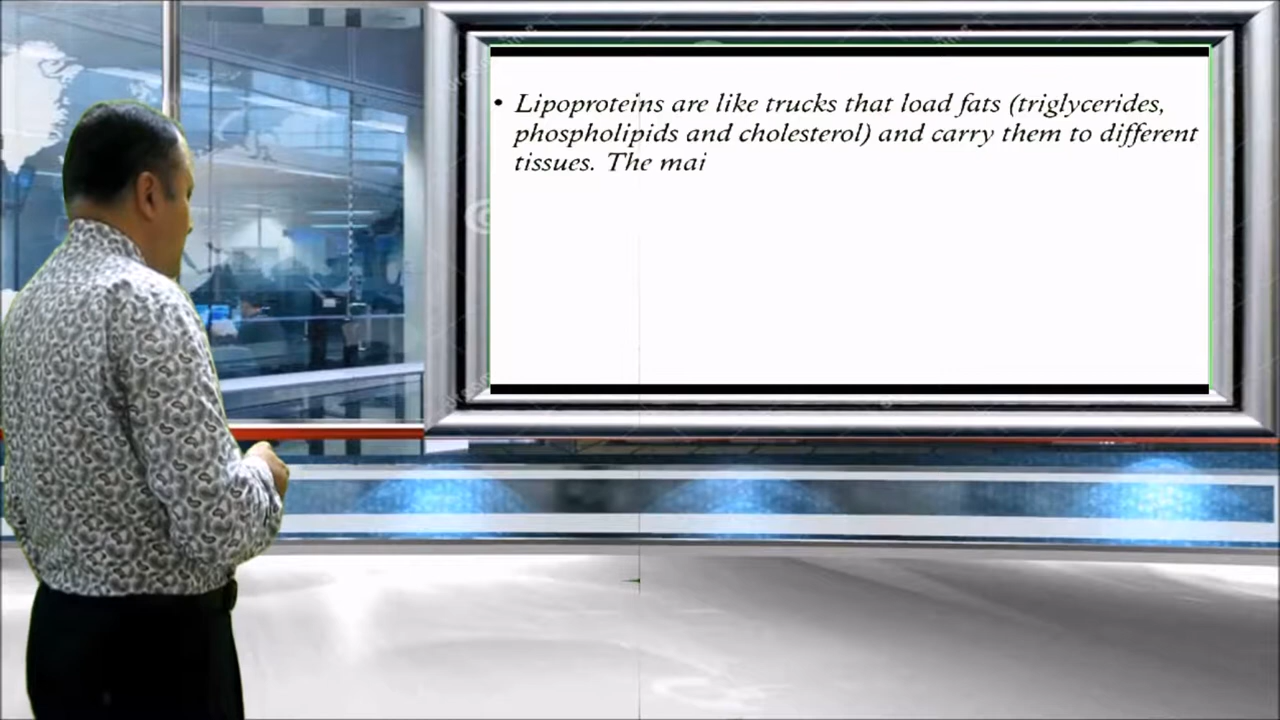 • Lipoproteins are like trucks that load fats (triglycerides,
phospholipids and cholesterol) and carry them to different
tissues. The mai